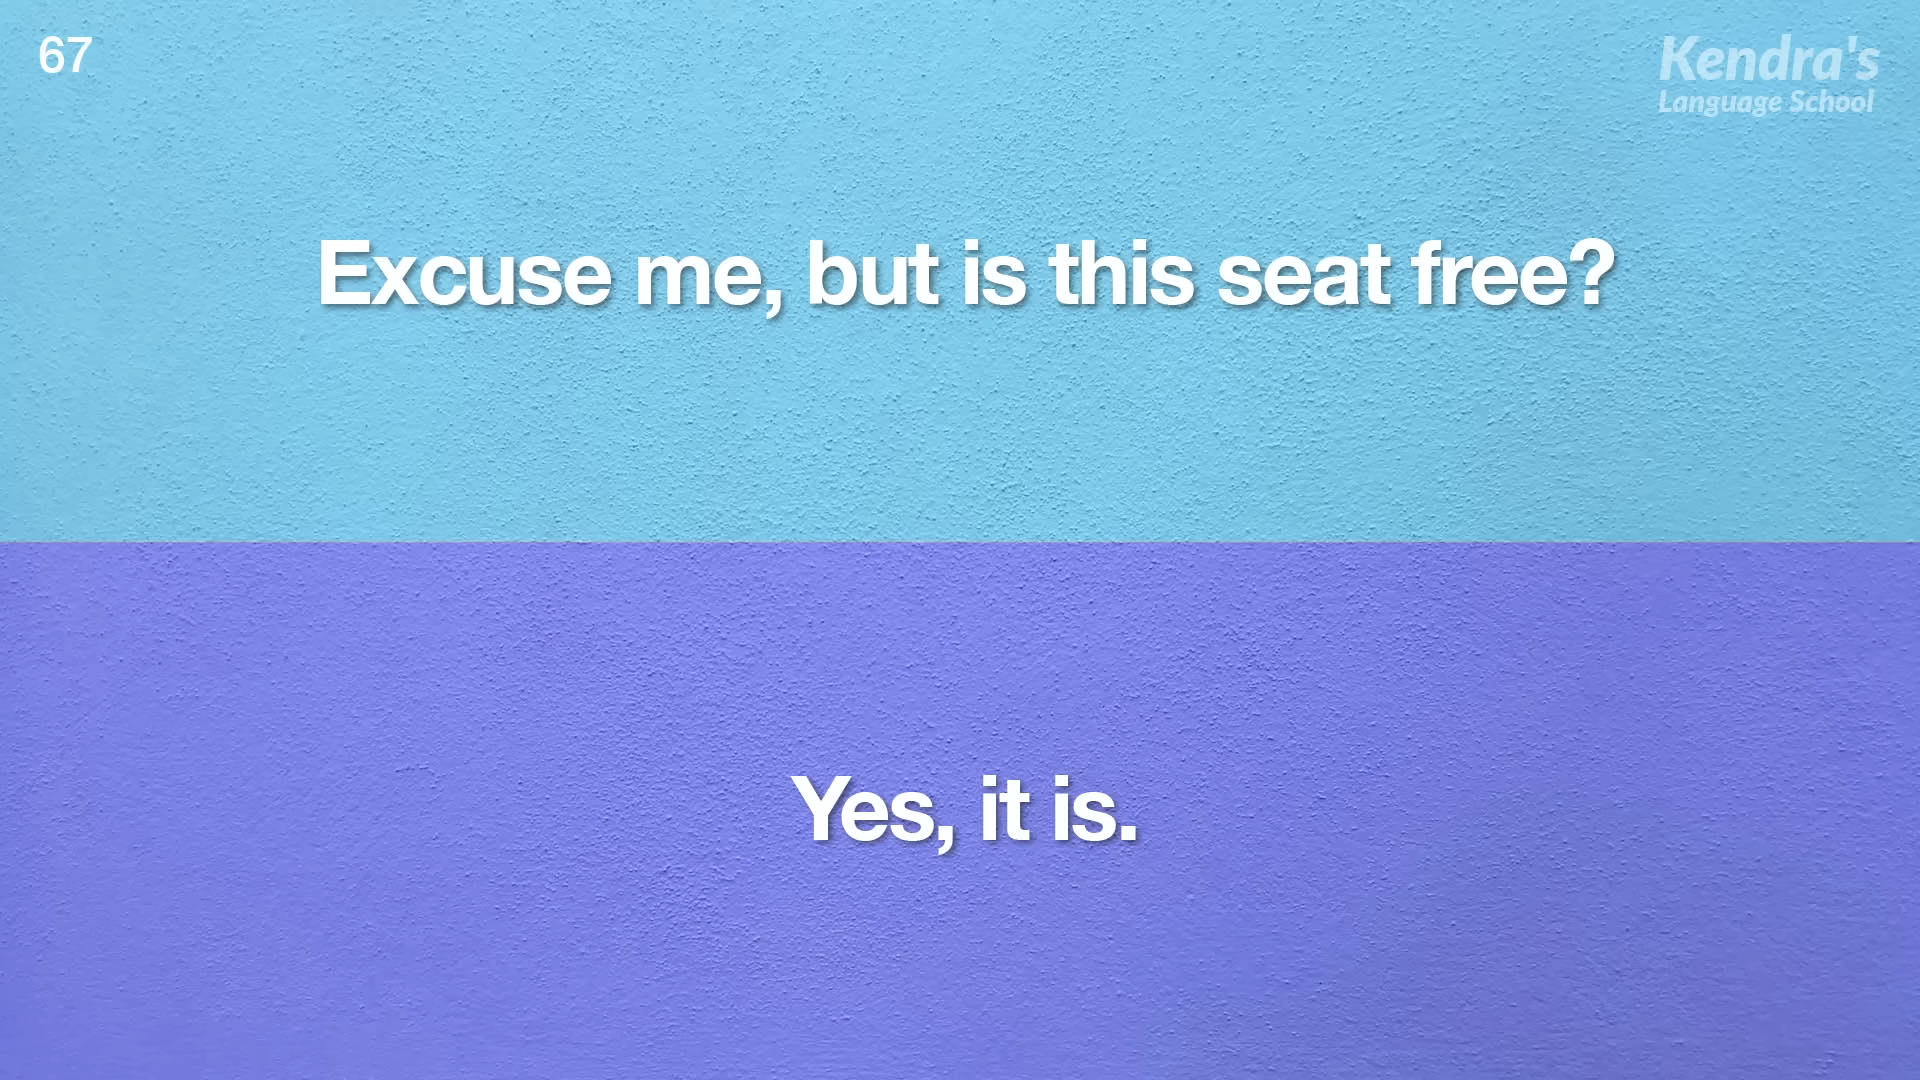 67
Kendra's
Language School
Excuse me, but is this seat free?
Yes, it is.